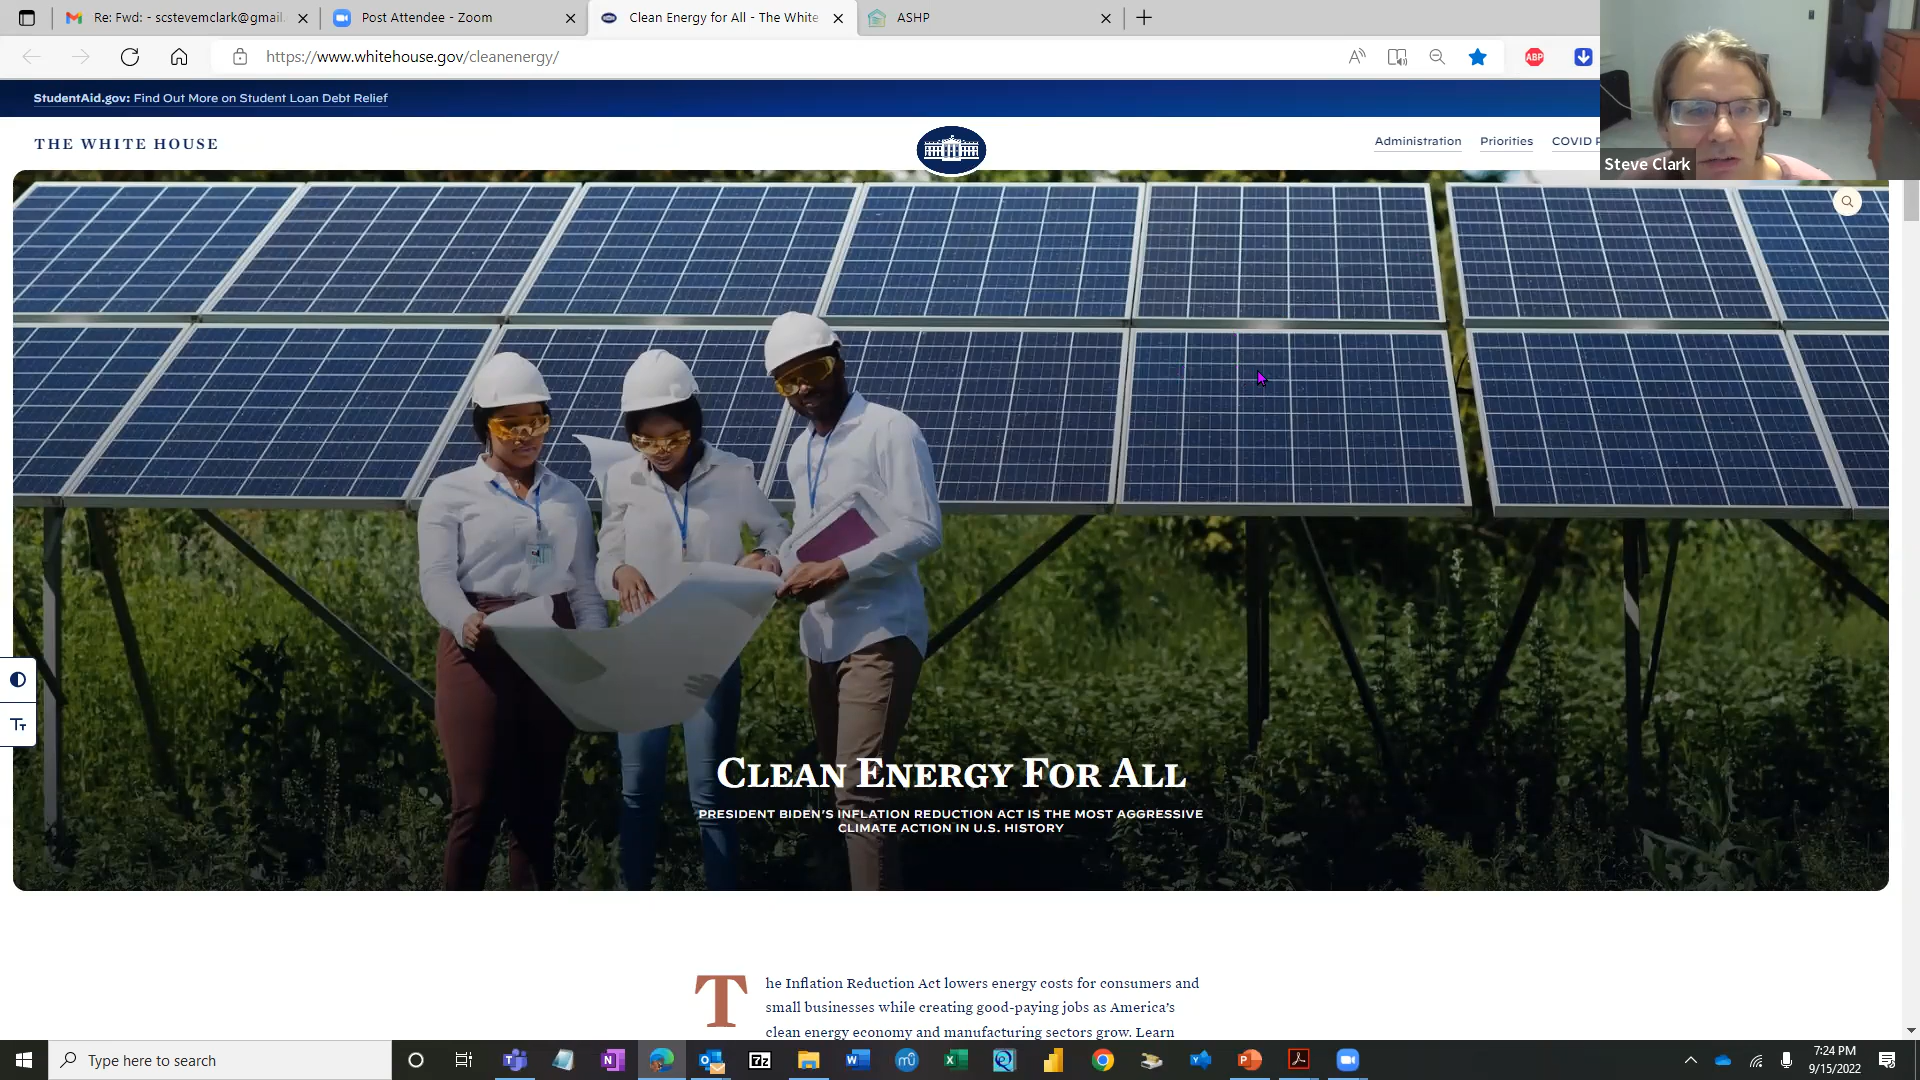 Re: Fwd: - scstevemclark@gmail.
Post Attendee - Zoom
Clean Energy for All - The White
ASHP
https://www.whitehouse.gov/cleanenergy/
ABP
StudentAid.gov: Find Out More on Student Loan Debt Relief
THE WHITE HOUSE
Administration
Priorities
COVID
Steve Clark
CLEAN ENERGY FOR ALL
PRESIDENT BIDEN'S INFLATION REDUCTION ACT IS THE MOST AGGRESSIVE
CLIMATE ACTION IN U.S. HISTORY
The Inflation Reduction Act lowers energy costs for consumers and
small businesses while creating good-paying jobs as America's
clean energy economy and manufacturing sectors grow. Learn
Type here to search
7:24 PM
9/15/2022